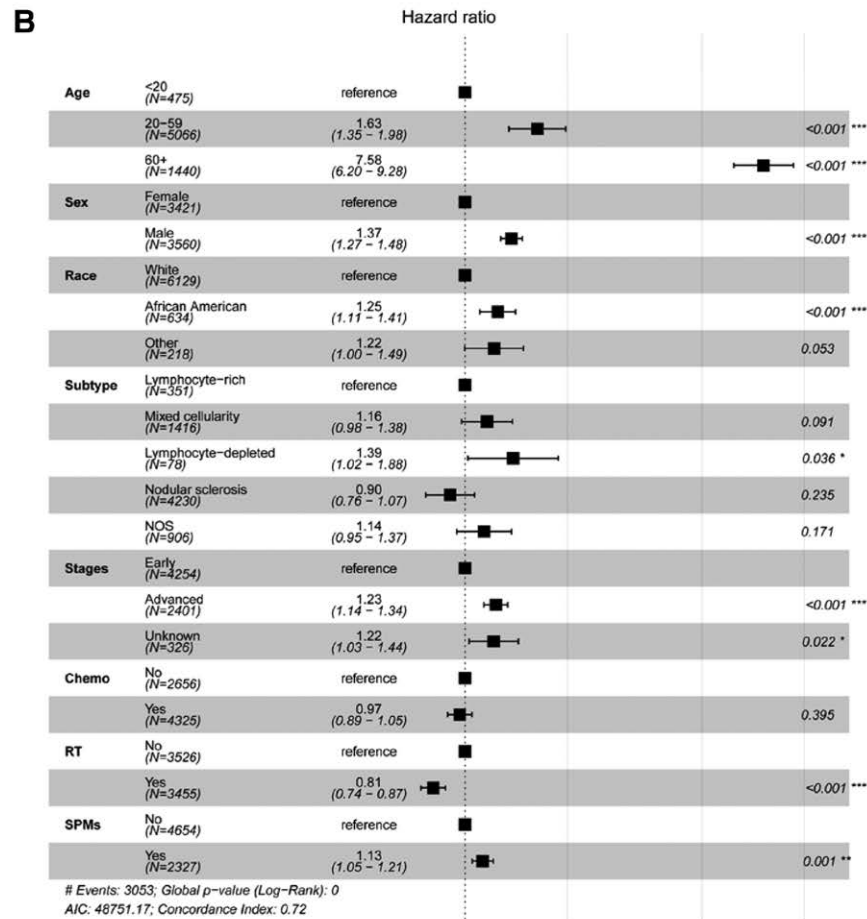 B
Hazard ratio
Age <20 reference
(N=475)
20−59 1.63 <0.001 ***
(N=5066) (1.35 − 1.98)
60+ 7.58 <0.001 ***
(N=1440) (6.20 − 9.28)
Sex Female reference
(N=3421)
Male 1.37 <0.001 ***
(N=3560) (1.27 − 1.48)
Race White reference
(N=6129)
African American 1.25 <0.001 ***
(N=634) (1.11 − 1.41)
Other 1.22 0.053
(N=218) (1.00 − 1.49)
Subtype Lymphocyte−rich reference
(N=351)
Mixed cellularity 1.16 0.091
(N=1416) (0.98 − 1.38)
Lymphocyte−depleted 1.39 0.036 *
(N=78) (1.02 − 1.88)
Nodular sclerosis 0.90 0.235
(N=4230) (0.76 − 1.07)
NOS 1.14 0.171
(N=906) (0.95 − 1.37)
Stages Early reference
(N=4254)
Advanced 1.23 <0.001 ***
(N=2401) (1.14 − 1.34)
Unknown 1.22 0.022 *
(N=326) (1.03 − 1.44)
Chemo No reference
(N=2656)
Yes 0.97 0.395
(N=4325) (0.89 − 1.05)
RT No reference
(N=3526)
Yes 0.81 <0.001 ***
(N=3455) (0.74 − 0.87)
SPMs No reference
(N=4654)
Yes 1.13 0.001 **
(N=2327) (1.05 − 1.21)
# Events: 3053; Global p−value (Log−Rank): 0
AIC: 48751.17; Concordance Index: 0.72